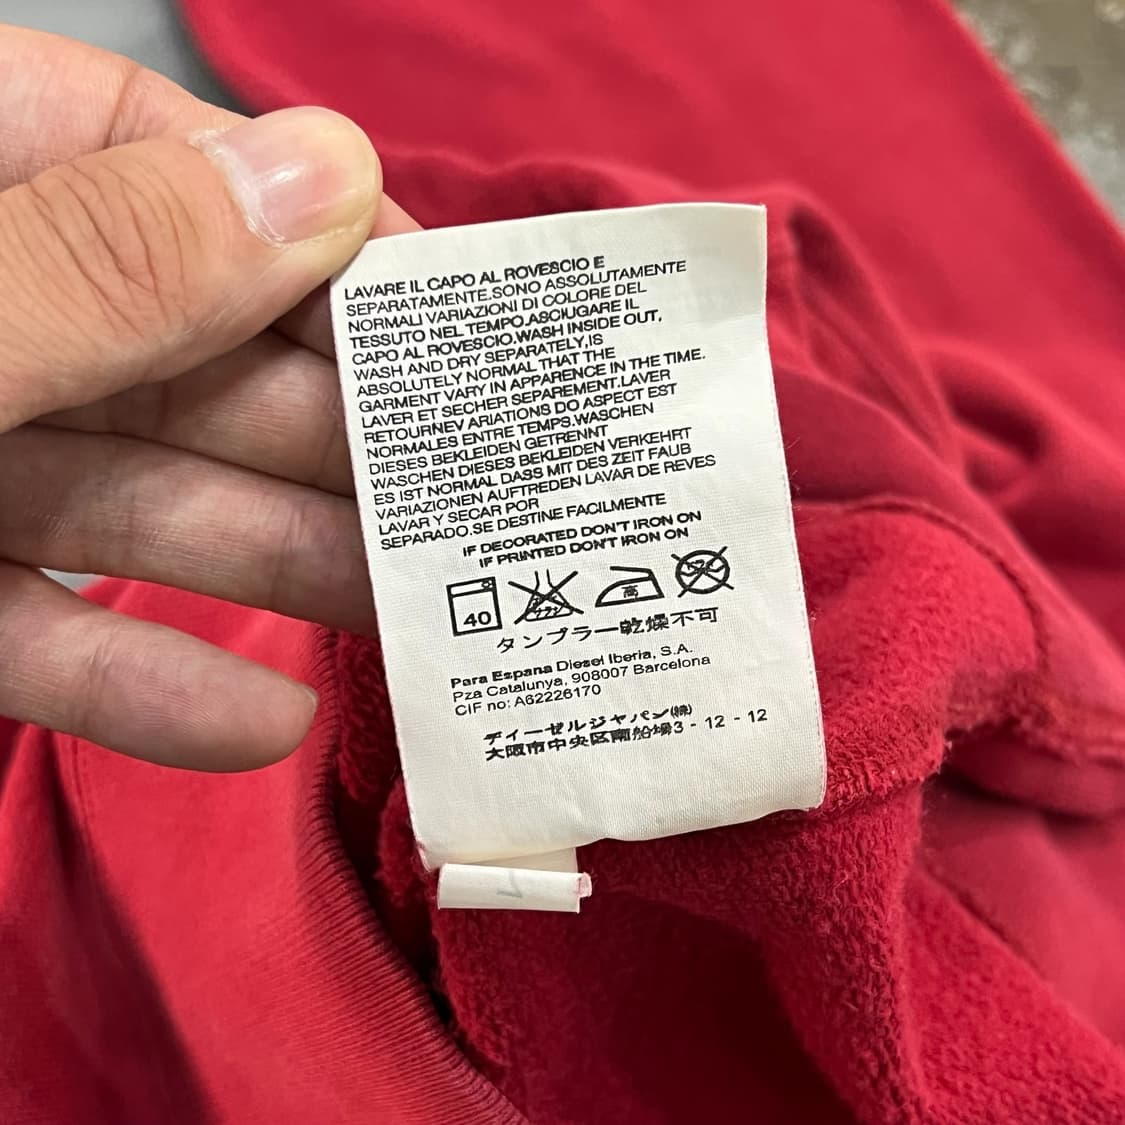 LAVARE IL CAPO AL ROVESCIO E
SEPARATAMENTE.SONO ASSOLUTAMENTE
NORMALI VARIAZIONI DI COLORE DEL
TESSUTO NEL TEMPO.ASCIUGARE IL
CAPO AL ROVESCIO.WASH INSIDE OUT,
WASH AND DRY SEPARATELY,IS
ABSOLUTELY NORMAL THAT THE
GARMENT VARY IN APPARENCE IN THE TIME.
LAVER ET SECHER SEPAREMENT.LAVER
RETOURNEV ARIATIONS DO ASPECT EST
NORMALES ENTRE TEMPS.WASCHEN
DIESES BEKLEIDEN GETRENNT
WASCHEN DIESES BEKLEIDEN VERKEHRT
ES IST NORMAL DASS MIT DES ZEIT FAUB
VARIAZIONEN AUFTREDEN LAVAR DE REVES
LAVAR Y SECAR POR
SEPARADO.SE DESTINE FACILMENTE
IF DECORATED DON'T IRON ON
IF PRINTED DON'T IRON ON
40 高
タンブラー乾燥不可
Para Espana Diesel Iberia, S.A.
Pza Catalunya, 908007 Barcelona
CIF no: A62226170
ディーゼルジャパン㈱
大阪市中央区南船場3 - 12 - 12